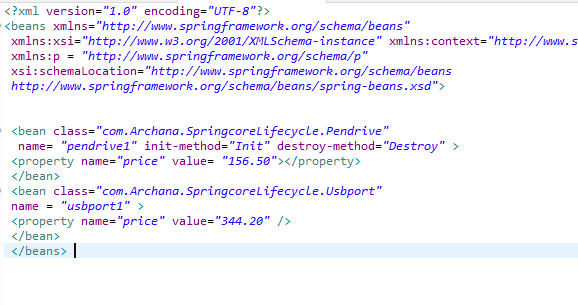 <?xml version="1.0" encoding="UTF-8"?>
<beans xmlns="http://www.springframework.org/schema/beans"
xmlns:xsi="http://www.w3.org/2001/XMLSchema-instance" xmlns:context="http://www.s
xmlns:p = "http://www.springframework.org/schema/p"
xsi:schemaLocation="http://www.springframework.org/schema/beans
http://www.springframework.org/schema/beans/spring-beans.xsd">
<bean class="com.Archana.SpringcoreLifecycle.Pendrive"
name= "pendrive1" init-method="Init" destroy-method="Destroy" >
<property name="price" value= "156.50"></property>
</bean>
<bean class="com.Archana.SpringcoreLifecycle.Usbport"
name = "usbport1" >
<property name="price" value="344.20" />
</bean>
</beans>